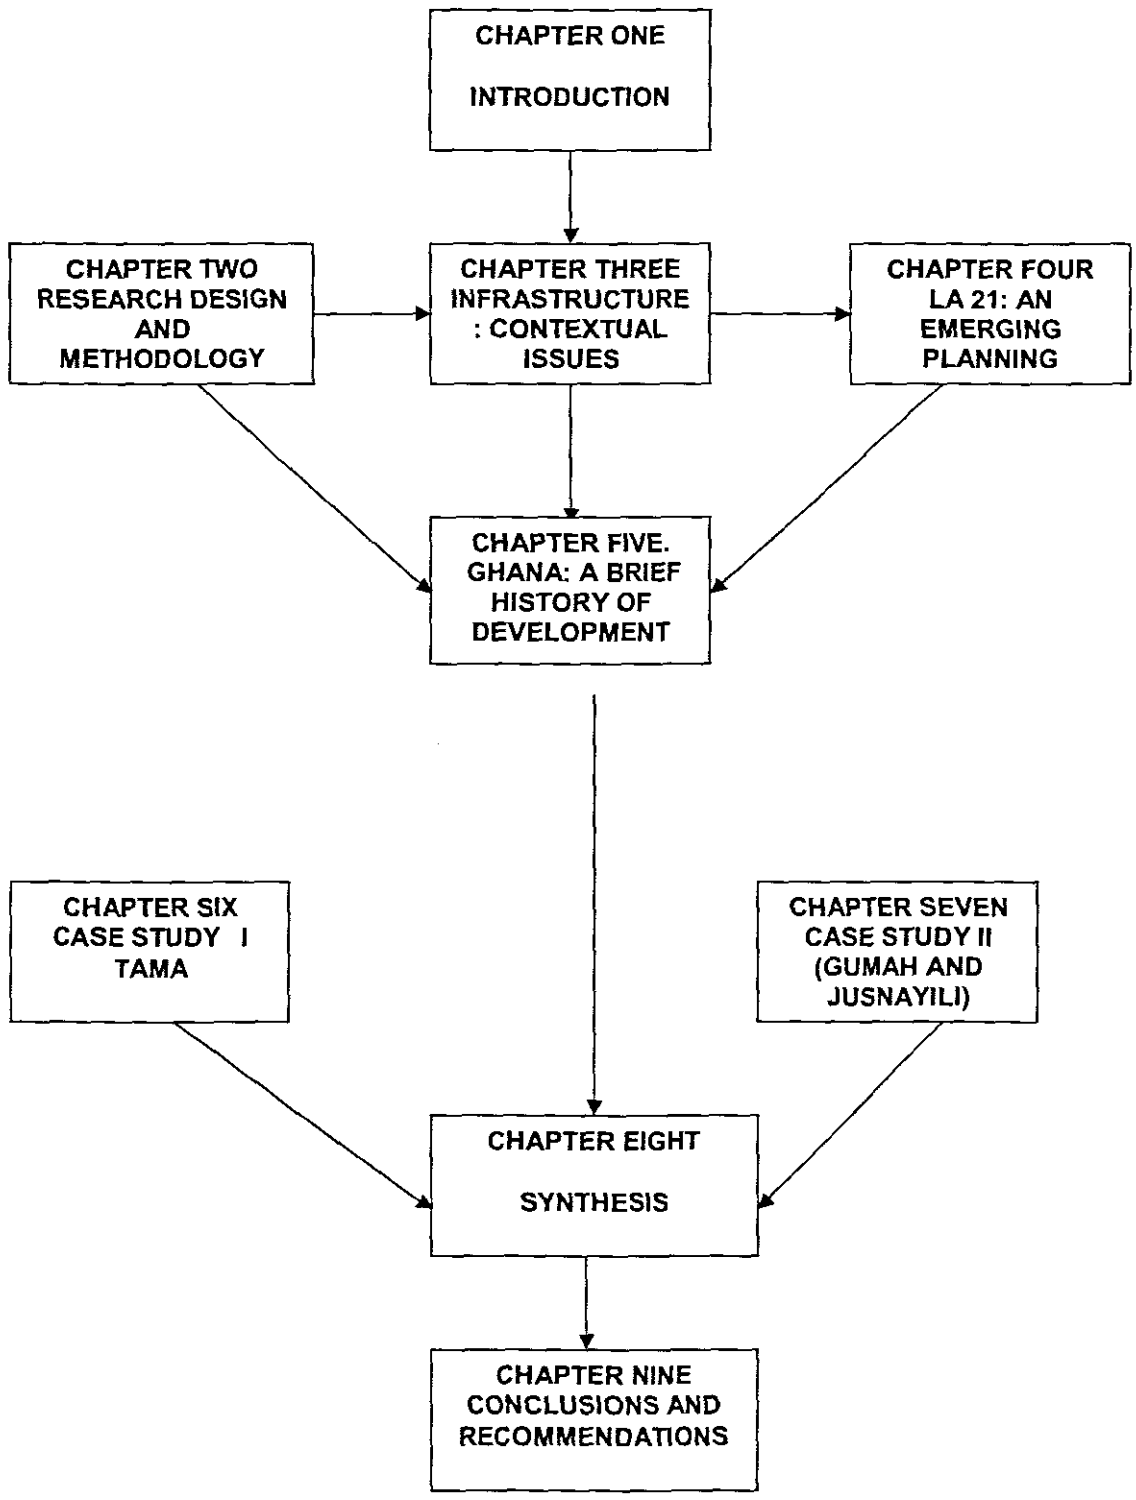 CHAPTER ONE
INTRODUCTION
CHAPTER TWO
RESEARCH DESIGN
AND
METHODOLOGY
CHAPTER THREE
INFRASTRUCTURE
: CONTEXTUAL
ISSUES
CHAPTER FOUR
LA 21: AN
EMERGING
PLANNING
CHAPTER FIVE.
GHANA: A BRIEF
HISTORY OF
DEVELOPMENT
CHAPTER SIX
CASE STUDY I
TAMA
CHAPTER SEVEN
CASE STUDY II
(GUMAH AND
JUSNAYILI)
CHAPTER EIGHT
SYNTHESIS
CHAPTER NINE
CONCLUSIONS AND
RECOMMENDATIONS